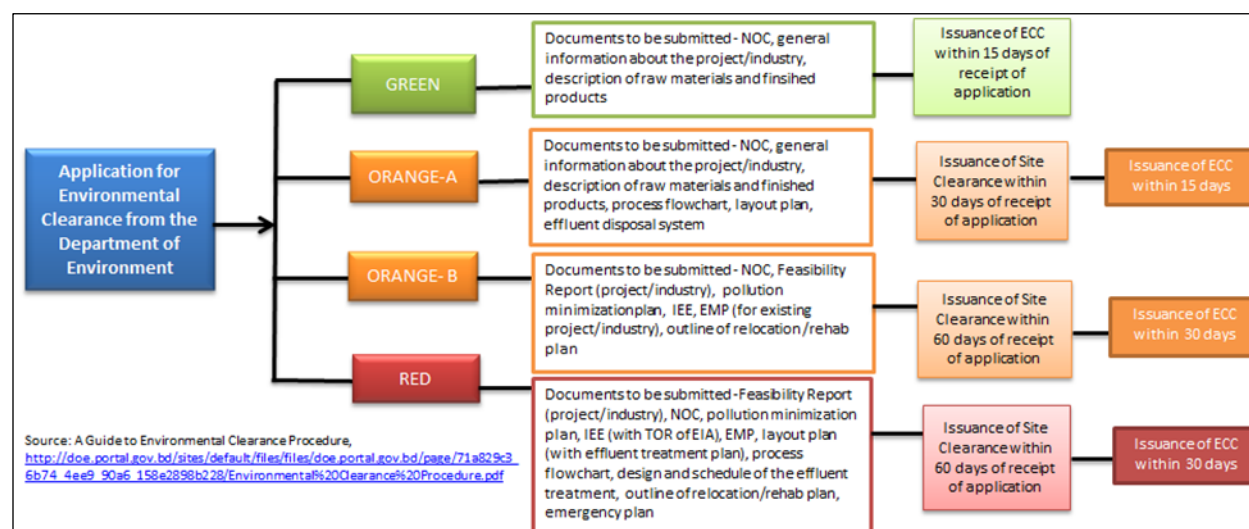 Application for
Environmental
Clearance from the
Department of
Environment
GREEN
Documents to be submitted - NOC, general
information about the project/industry,
description of raw materials and finsihed
products
Issuance of ECC
within 15 days of
receipt of
application
ORANGE-A
Documents to be submitted - NOC, general
information about the project/industry,
description of raw materials and finished
products, process flowchart, layout plan,
effluent disposal system
Issuance of Site
Clearance within
30 days of receipt
of application
Issuance of ECC
within 15 days
ORANGE- B
Documents to be submitted - NOC, Feasibility
Report (project/industry), pollution
minimizationplan, IEE, EMP (for existing
project/industry), outline of relocation/rehab
plan
Issuance of Site
Clearance within
60 days of receipt
of application
Issuance of ECC
within 30 days
RED
Documents to be submitted -Feasibility Report
(project/industry), NOC, pollution minimization
plan, IEE (with TOR of EIA), EMP, layout plan
(with effluent treatment plan), process
flowchart, design and schedule of the effluent
treatment, outline of relocation/rehab plan,
emergency plan
Issuance of Site
Clearance within
60 days of receipt
of application
Issuance of ECC
within 30 days
Source: A Guide to Environmental Clearance Procedure,
http://doe.portal.gov.bd/sites/default/files/files/doe.portal.gov.bd/page/71a829c3_
6b74_4ee9_90a6_158e2898b228/Environmental%20Clearance%20Procedure.pdf